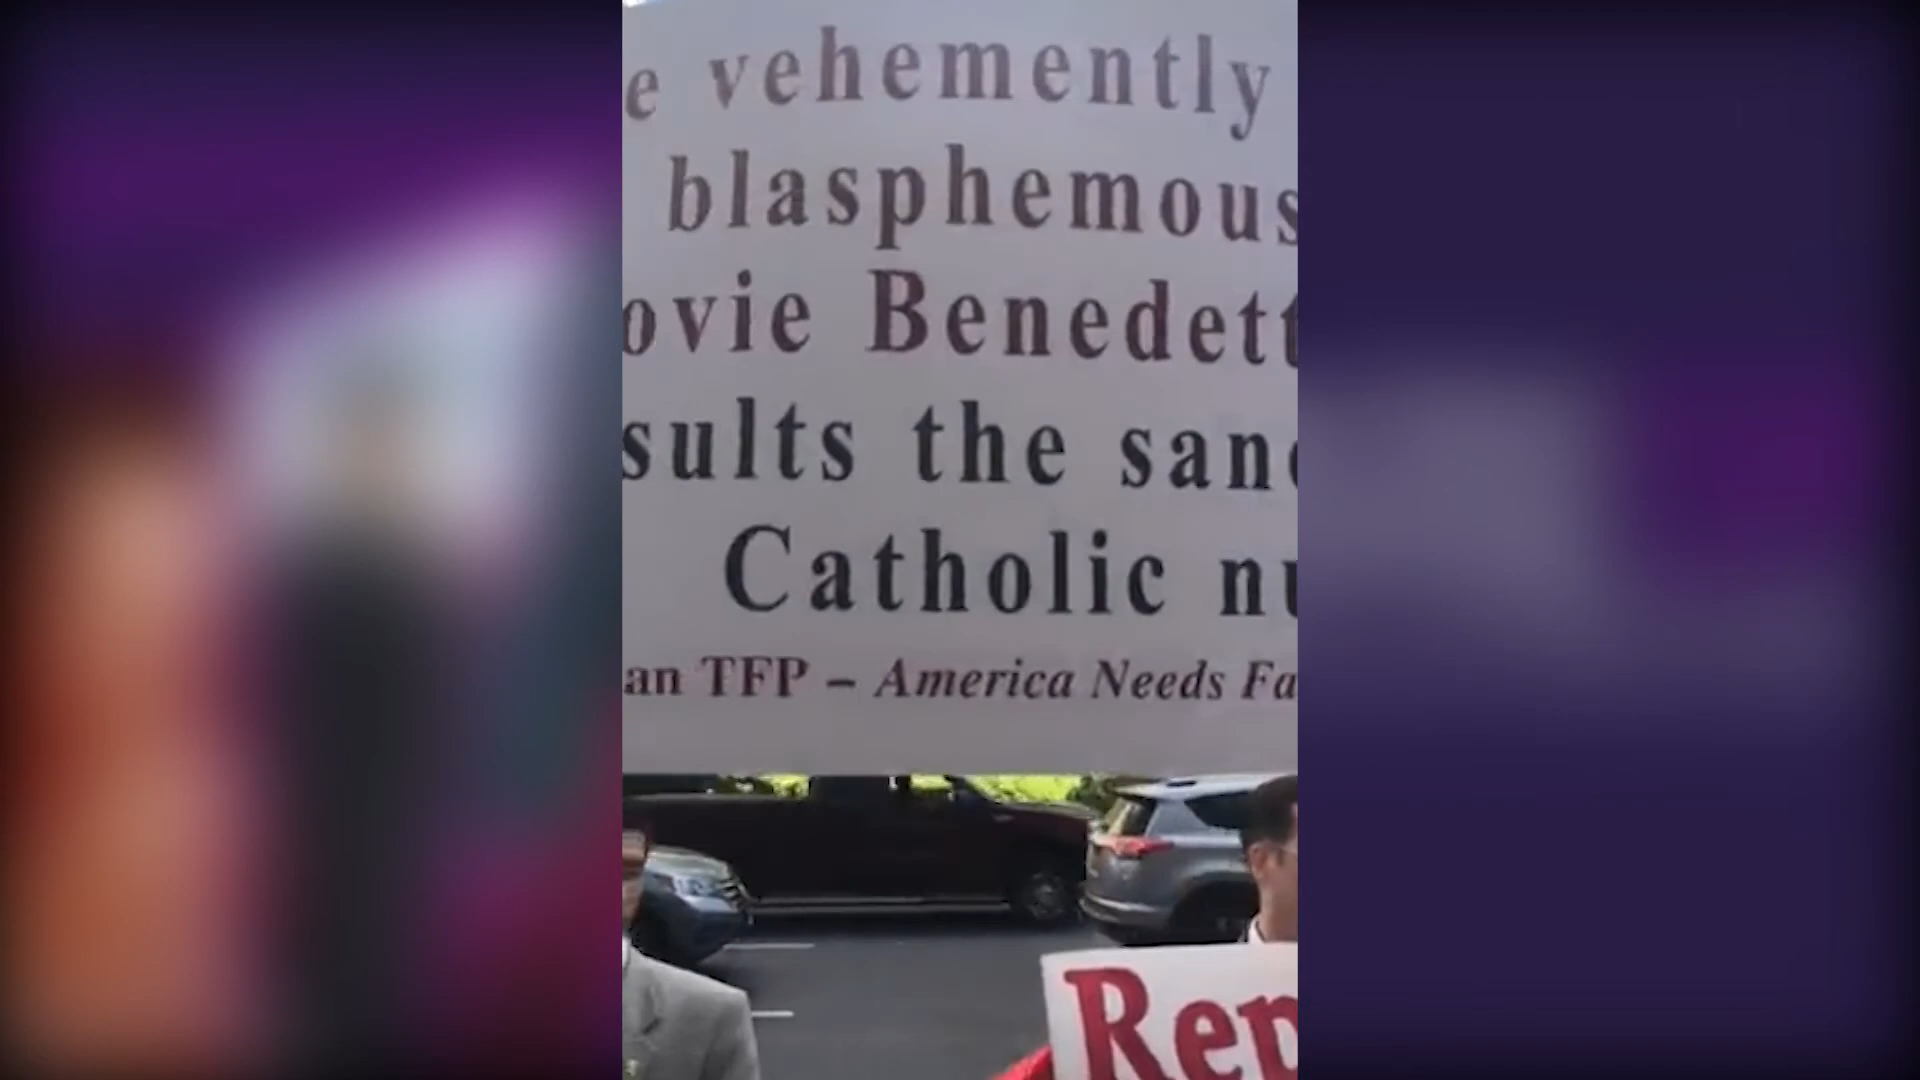 e vehemently
blasphemous
ovie Benedett
sults the sanc
Catholic nu
an TFP – America Needs Fa
Rep